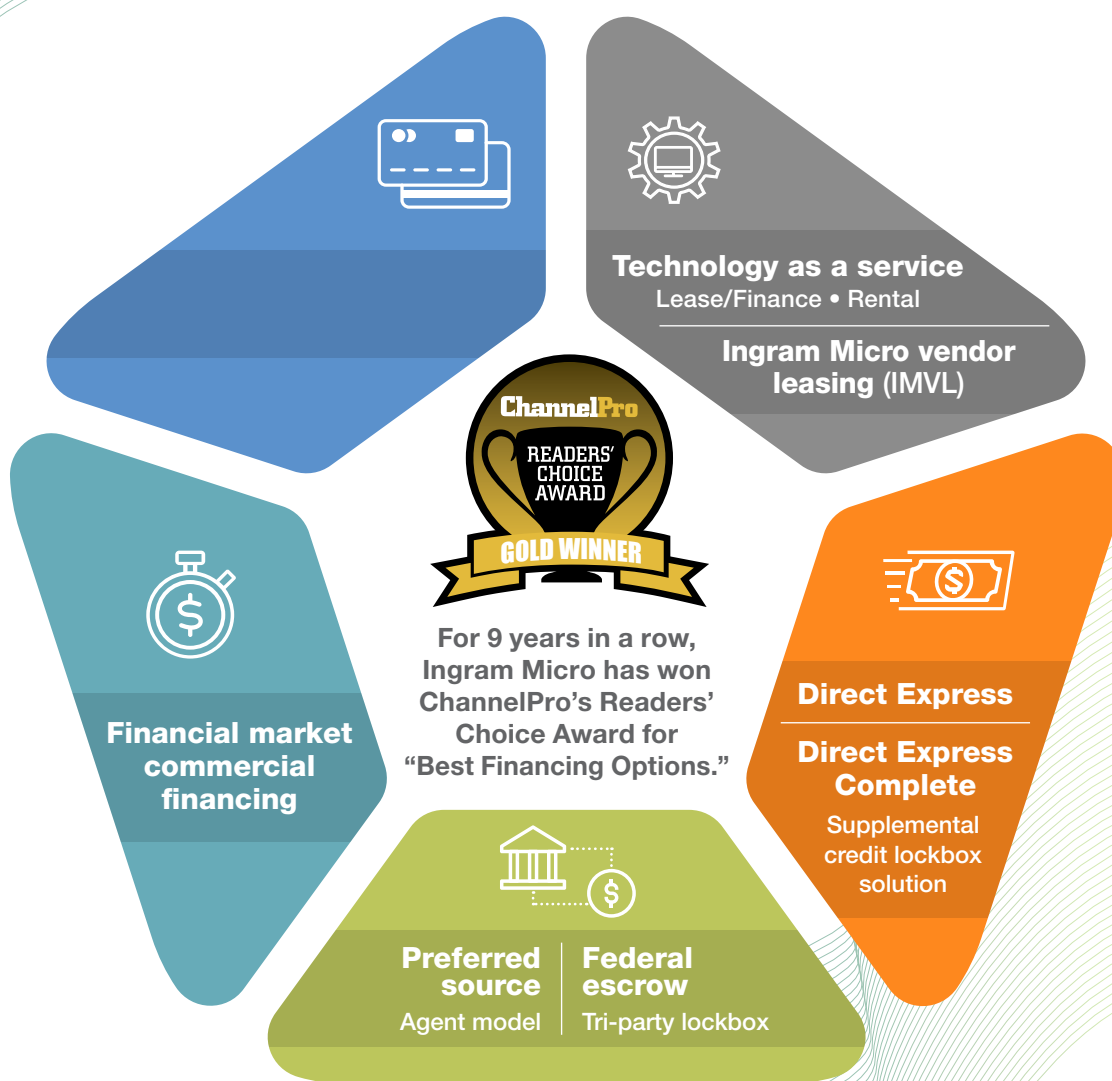 Technology as a service
Lease/Finance • Rental
Ingram Micro vendor
leasing (IMVL)
ChannelPro
READERS'
CHOICE
AWARD
GOLD WINNER
For 9 years in a row,
Ingram Micro has won
ChannelPro’s Readers’
Choice Award for
“Best Financing Options.”
Financial market
commercial
financing
Direct Express
Direct Express
Complete
Supplemental
credit lockbox
solution
Preferred
source
Agent model
Federal
escrow
Tri-party lockbox